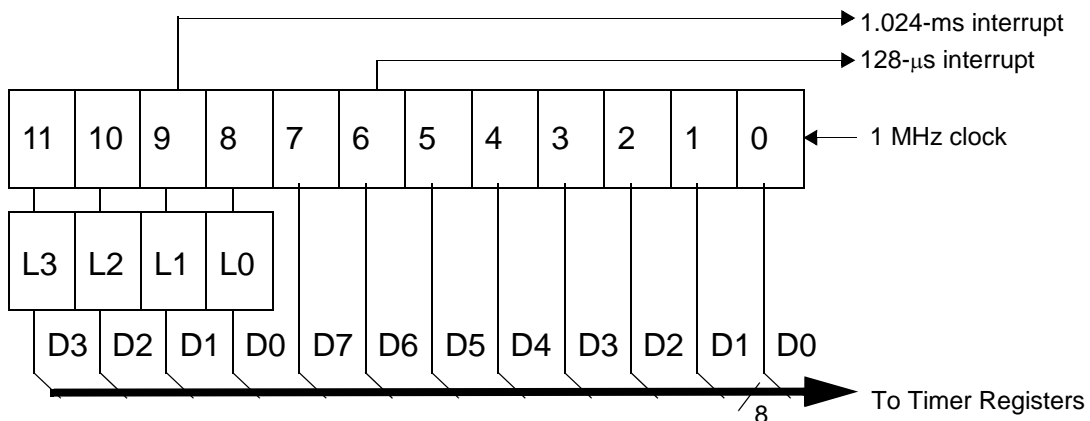 1.024-ms interrupt
128-μs interrupt
11 10 9 8 7 6 5 4 3 2 1 0
1 MHz clock
L3 L2 L1 L0
D3 D2 D1 D0 D7 D6 D5 D4 D3 D2 D1 D0
To Timer Registers
8